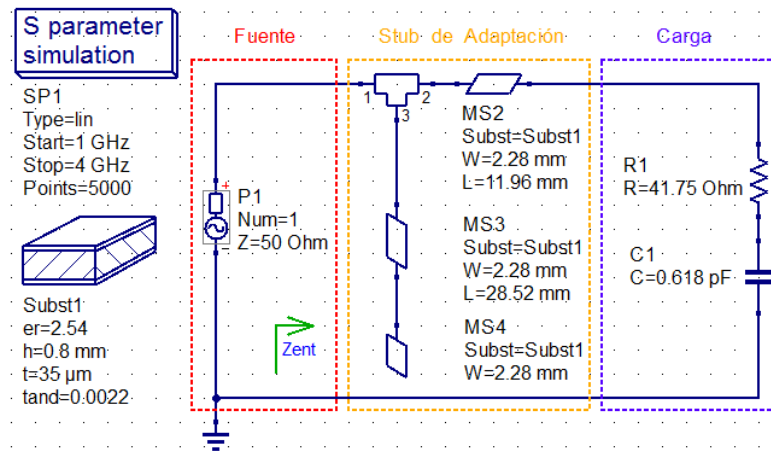 S parameter
simulation
SP1
Type=lin
Start=1 GHz
Stop=4 GHz
Points=5000
Subst1
er=2.54
h=0.8 mm
t=35 µm
tand=0.0022
Fuente
P1
Num=1
Z=50 Ohm
Zent
Stub de Adaptación
1
2
3
MS2
Subst=Subst1
W=2.28 mm
L=11.96 mm
MS3
Subst=Subst1
W=2.28 mm
L=28.52 mm
MS4
Subst=Subst1
W=2.28 mm
Carga
R1
R=41.75 Ohm
C1
C=0.618 pF